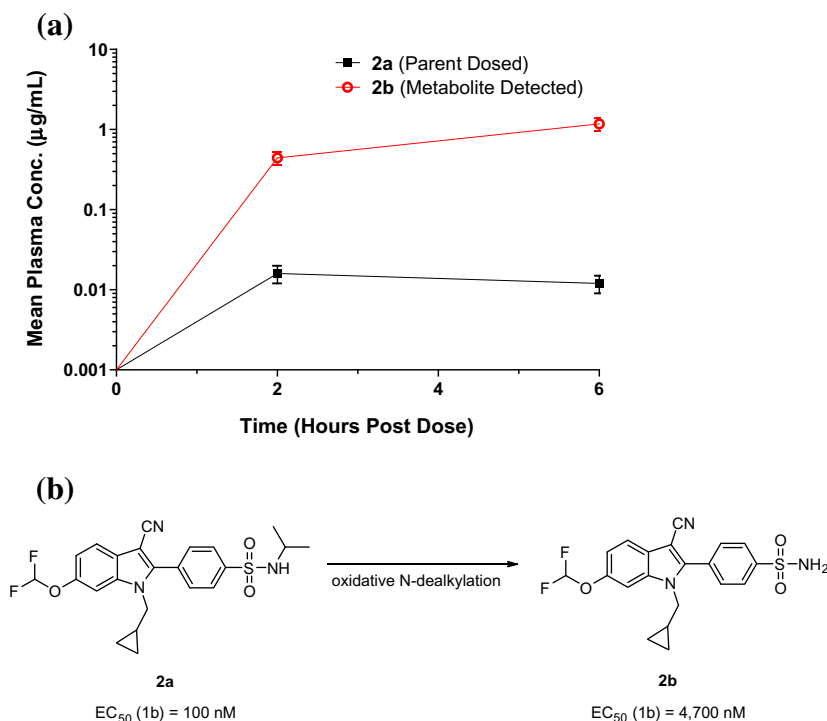 (a)
10
1
0.1
0.01
0.001
Mean Plasma Conc. (μg/mL)
2a (Parent Dosed)
2b (Metabolite Detected)
0
2
4
6
Time (Hours Post Dose)
(b)
F
F
O
N
CN
O
S
O
NH
2a
EC50 (1b) = 100 nM
oxidative N-dealkylation
F
F
O
N
CN
O
S
O
NH2
2b
EC50 (1b) = 4,700 nM